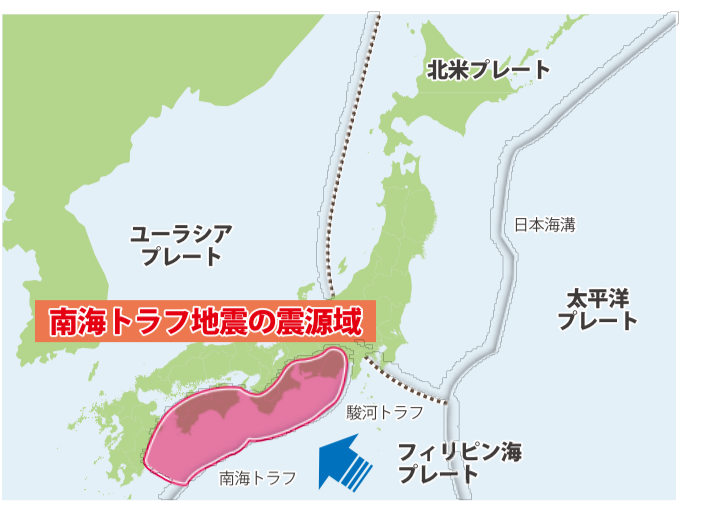 北米プレート
日本海溝
ユーラシア
プレート
太平洋
プレート
南海トラフ地震の震源域
駿河トラフ
フィリピン海
プレート
南海トラフ